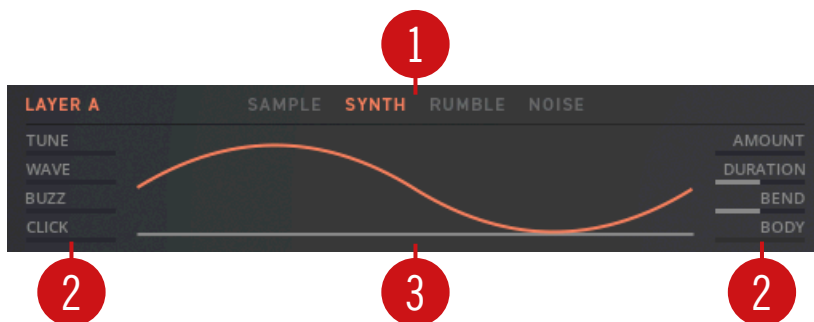 1
LAYER A SAMPLE SYNTH RUMBLE NOISE
TUNE AMOUNT
WAVE DURATION
BUZZ BEND
CLICK BODY
2 3 2